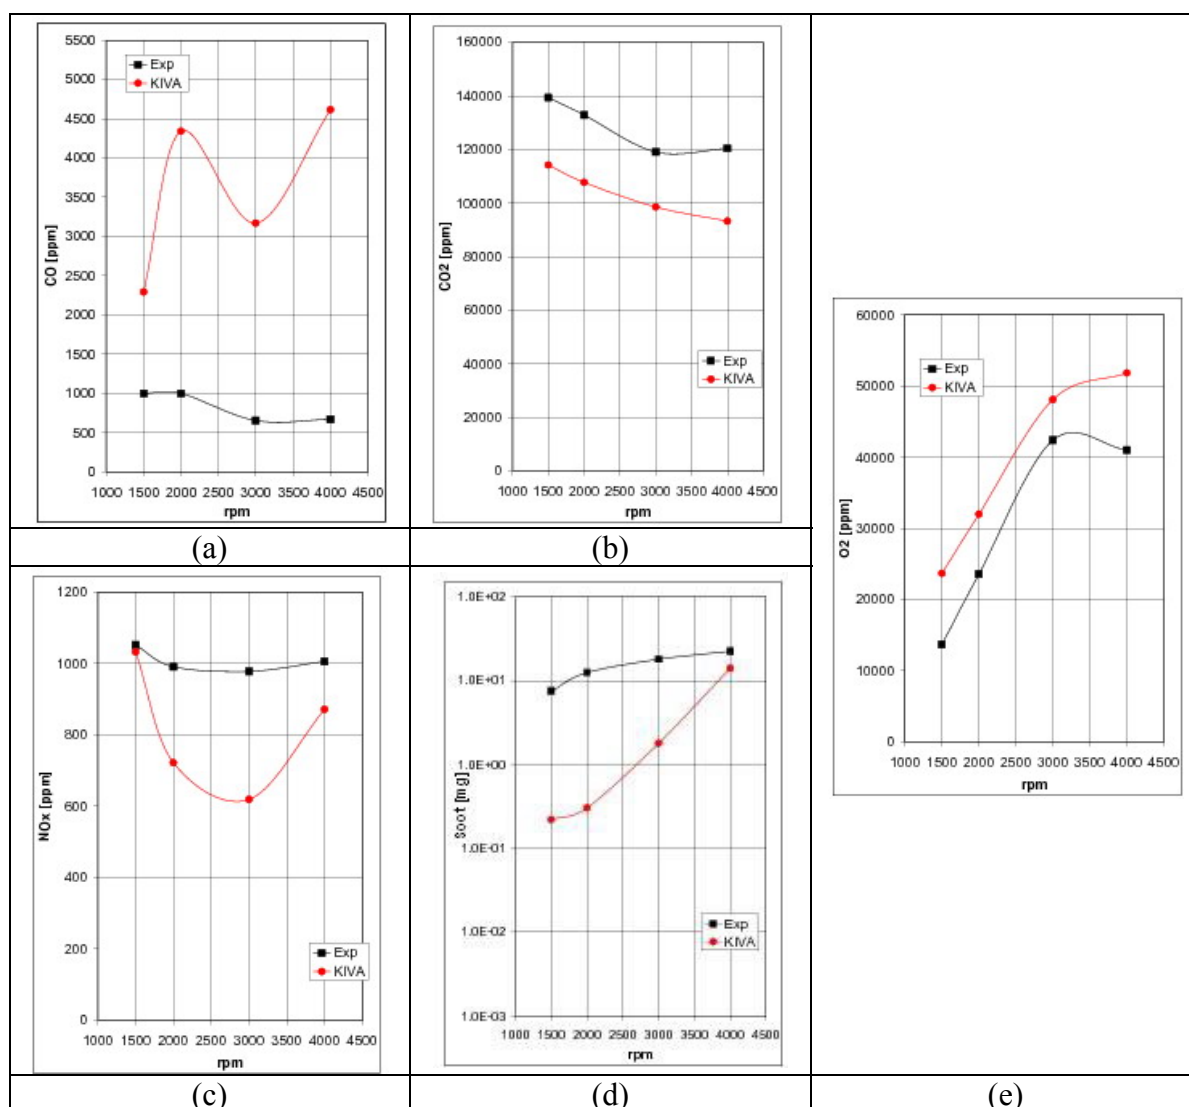 5500
5000
4500
4000
3500
3000
2500
2000
1500
1000
500
0
CO [ppm]
Exp
KIVA
1000 1500 2000 2500 3000 3500 4000 4500
rpm
(a)
160000
140000
120000
100000
80000
60000
40000
20000
0
CO2 [ppm]
Exp
KIVA
1000 1500 2000 2500 3000 3500 4000 4500
rpm
(b)
1200
1000
800
600
400
200
0
NOx [ppm]
Exp
KIVA
1000 1500 2000 2500 3000 3500 4000 4500
rpm
(c)
1.0E+02
1.0E+01
1.0E+00
1.0E-01
1.0E-02
1.0E-03
Soot [mg]
Exp
KIVA
1000 1500 2000 2500 3000 3500 4000 4500
rpm
(d)
60000
50000
40000
30000
20000
10000
0
O2 [ppm]
Exp
KIVA
1000 1500 2000 2500 3000 3500 4000 4500
rpm
(e)